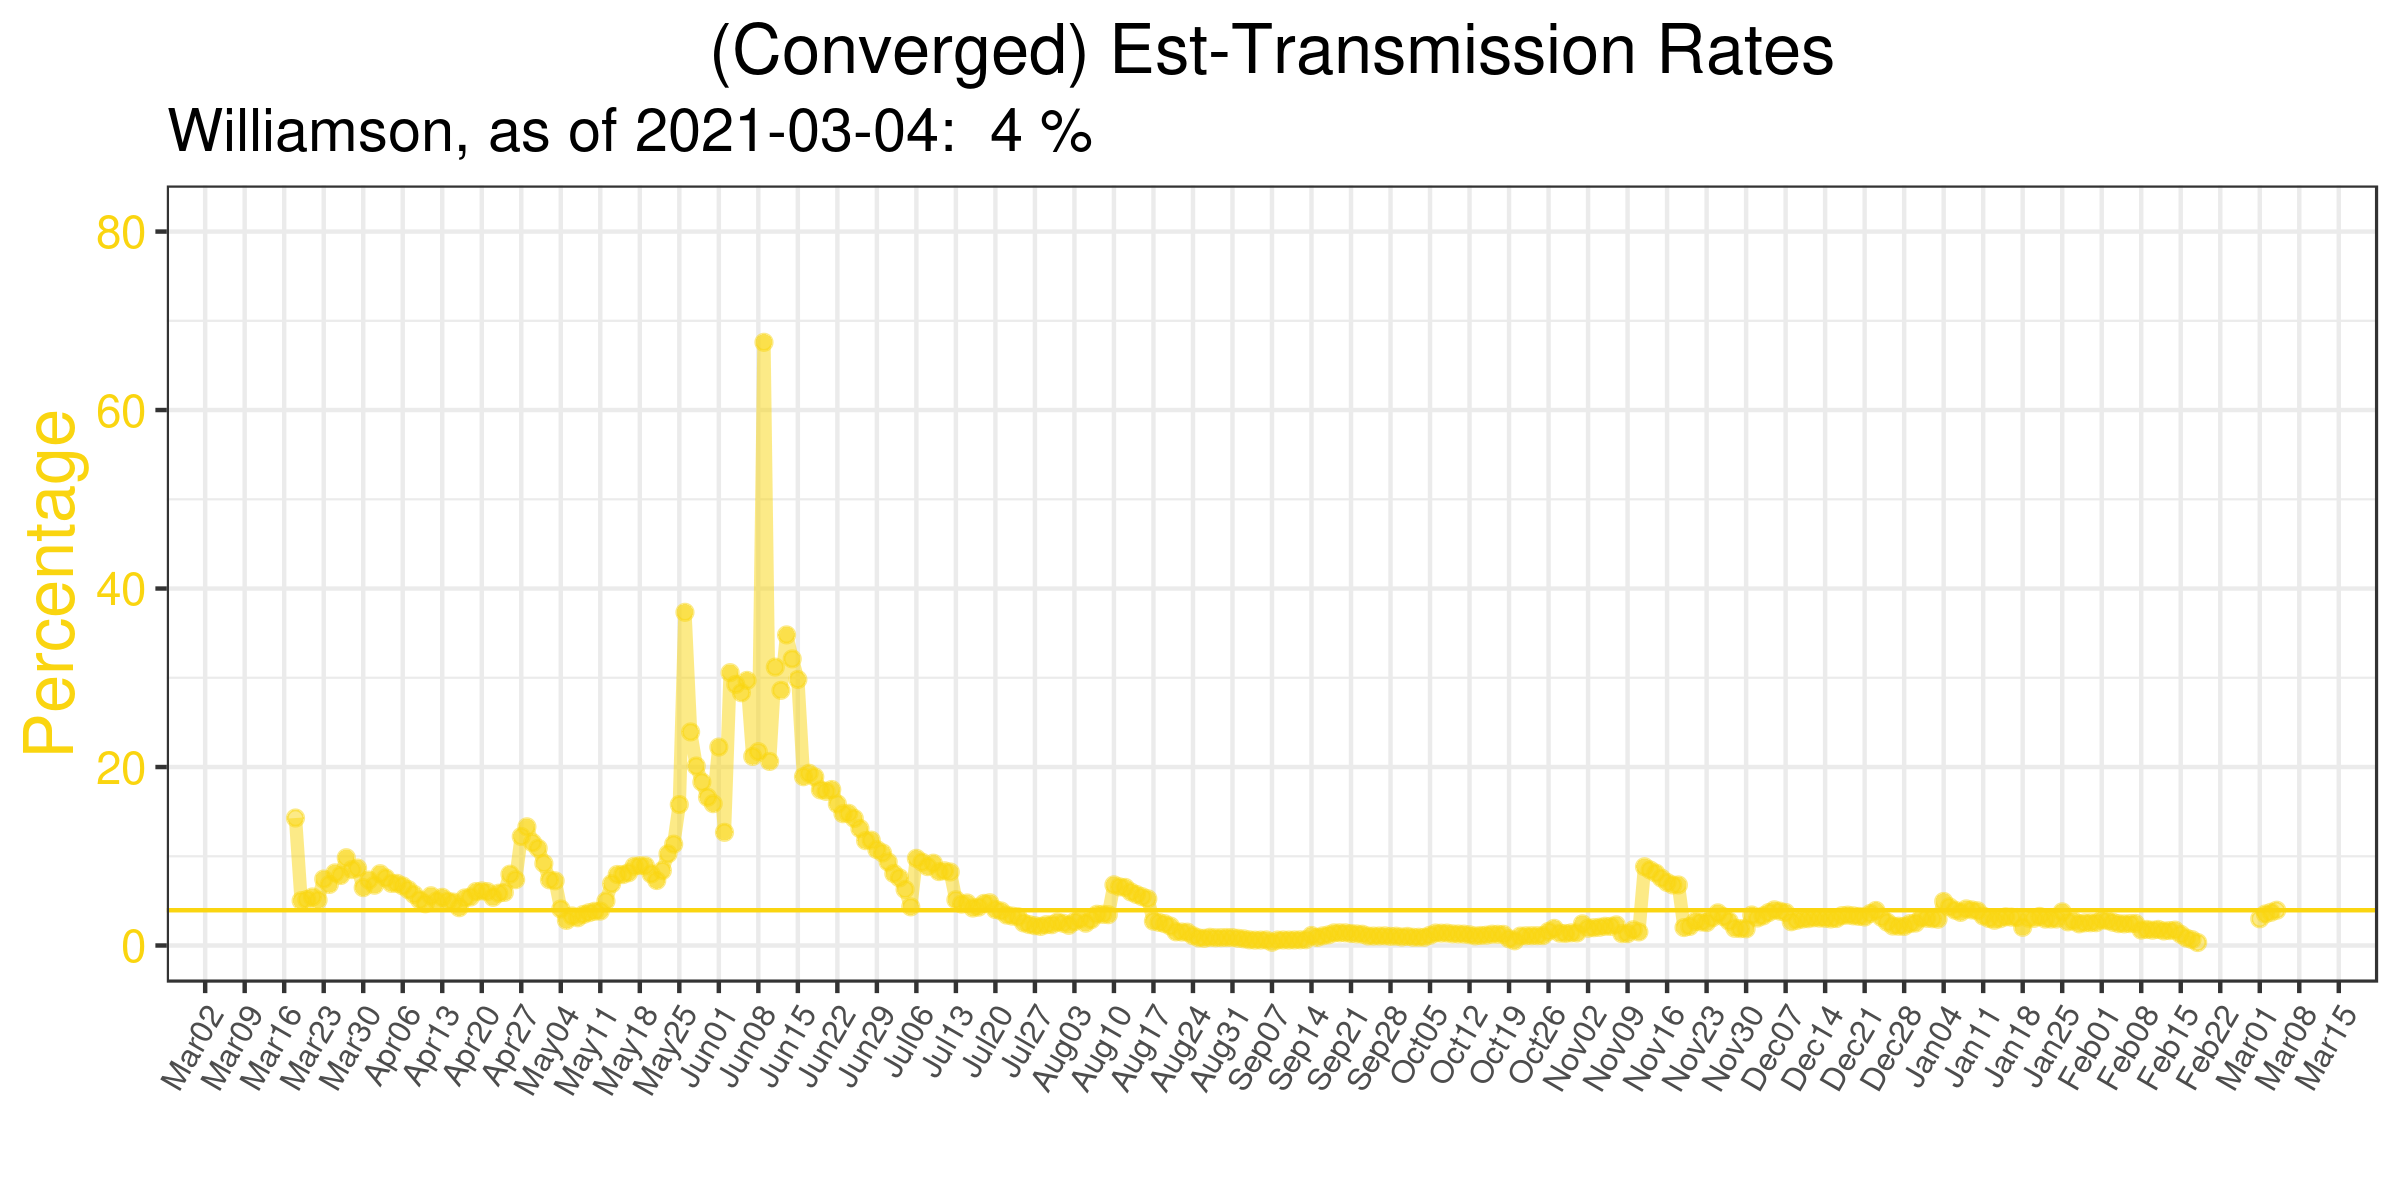 (Converged) Est-Transmission Rates
Williamson, as of 2021-03-04:  4 %
Percentage
80
60
40
20
0
Mar02
Mar09
Mar16
Mar23
Mar30
Apr06
Apr13
Apr20
Apr27
May04
May11
May18
May25
Jun01
Jun08
Jun15
Jun22
Jun29
Jul06
Jul13
Jul20
Jul27
Aug03
Aug10
Aug17
Aug24
Aug31
Sep07
Sep14
Sep21
Sep28
Oct05
Oct12
Oct19
Oct26
Nov02
Nov09
Nov16
Nov23
Nov30
Dec07
Dec14
Dec21
Dec28
Jan04
Jan11
Jan18
Jan25
Feb01
Feb08
Feb15
Feb22
Mar01
Mar08
Mar15